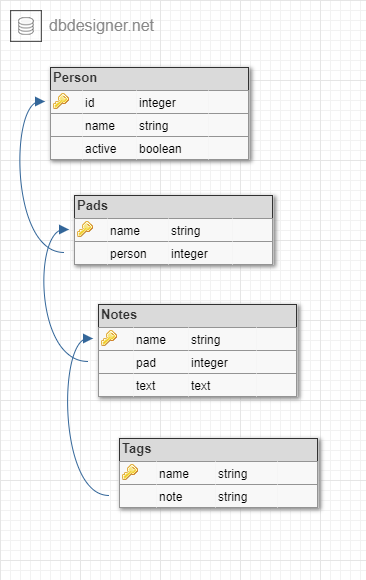 dbdesigner.net
Person
id integer
name string
active boolean
Pads
name string
person integer
Notes
name string
pad integer
text text
Tags
name string
note string